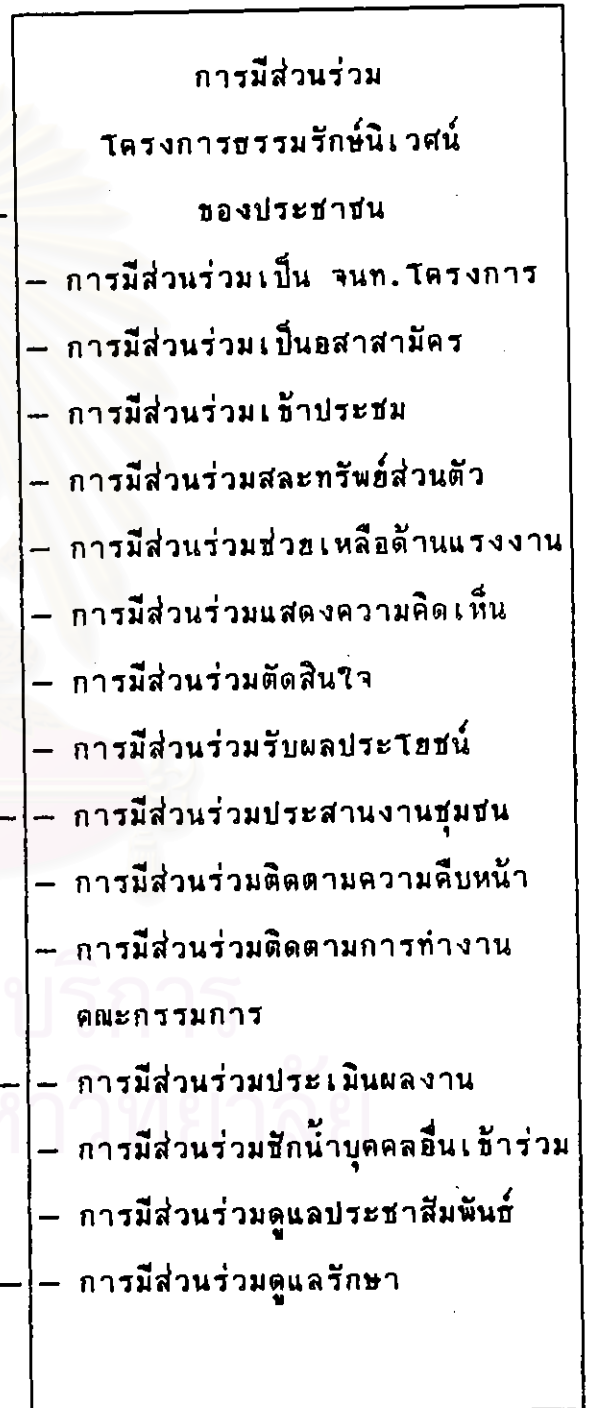 การมีส่วนร่วม
โครงการธรรมรักษ์นิเวศน์
ของประชาชน
- การมีส่วนร่วมเป็น จนท.โครงการ
- การมีส่วนร่วมเป็นอสาสามัคร
- การมีส่วนร่วมเข้าประชม
- การมีส่วนร่วมสละทรัพย์ส่วนตัว
- การมีส่วนร่วมช่วยเหลือด้านแรงงาน
- การมีส่วนร่วมแสดงความคิดเห็น
- การมีส่วนร่วมตัดสินใจ
- การมีส่วนร่วมรับผลประโยชน์
- การมีส่วนร่วมประสานงานชุมชน
- การมีส่วนร่วมติดตามความคืบหน้า
- การมีส่วนร่วมติดตามการทำงาน
คณะกรรมการ
- การมีส่วนร่วมประเมินผลงาน
- การมีส่วนร่วมชักนำบุคคลอื่นเข้าร่วม
- การมีส่วนร่วมดูแลประชาสัมพันธ์
- การมีส่วนร่วมดูแลรักษา
บริการ
วิทยาลัย